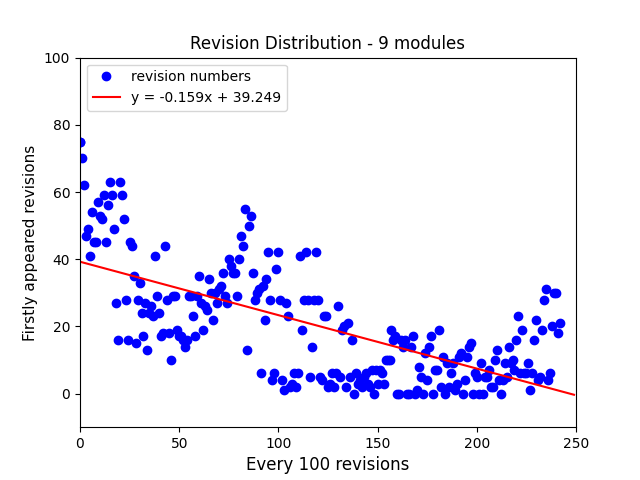 Revision Distribution - 9 modules
revision numbers
y = -0.159x + 39.249
100
80
60
40
20
0
Firstly appeared revisions
0 50 100 150 200 250
Every 100 revisions